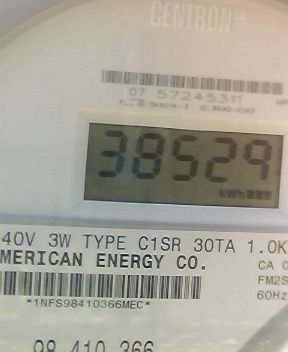 CENTRON®
07 57245311
38529
kWh
40V 3W TYPE C1SR 30TA 1.0K
MERICAN ENERGY CO.
CA 0
FM2S
60Hz
*1NFS98410366MEC*
98 410 366